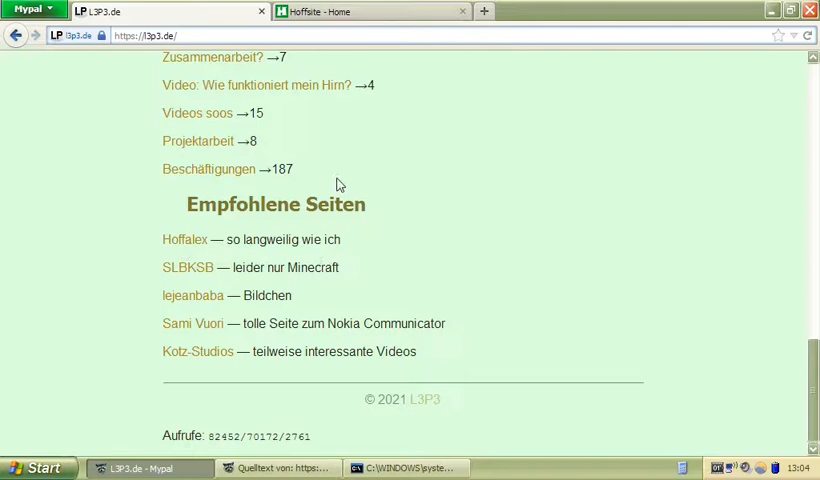 Mypal
L3P3.de
Hoffsite - Home
l3p3.de
https://l3p3.de/
Zusammenarbeit? →7
Video: Wie funktioniert mein Hirn? →4
Videos soos →15
Projektarbeit →8
Beschäftigungen →187
Empfohlene Seiten
Hoffalex — so langweilig wie ich
SLBKSB — leider nur Minecraft
lejeanbaba — Bildchen
Sami Vuori — tolle Seite zum Nokia Communicator
Kotz-Studios — teilweise interessante Videos
© 2021 L3P3
Aufrufe: 82452/70172/2761
Start
L3P3.de - Mypal
Quelltext von: https:...
C:\WINDOWS\syste...
13:04